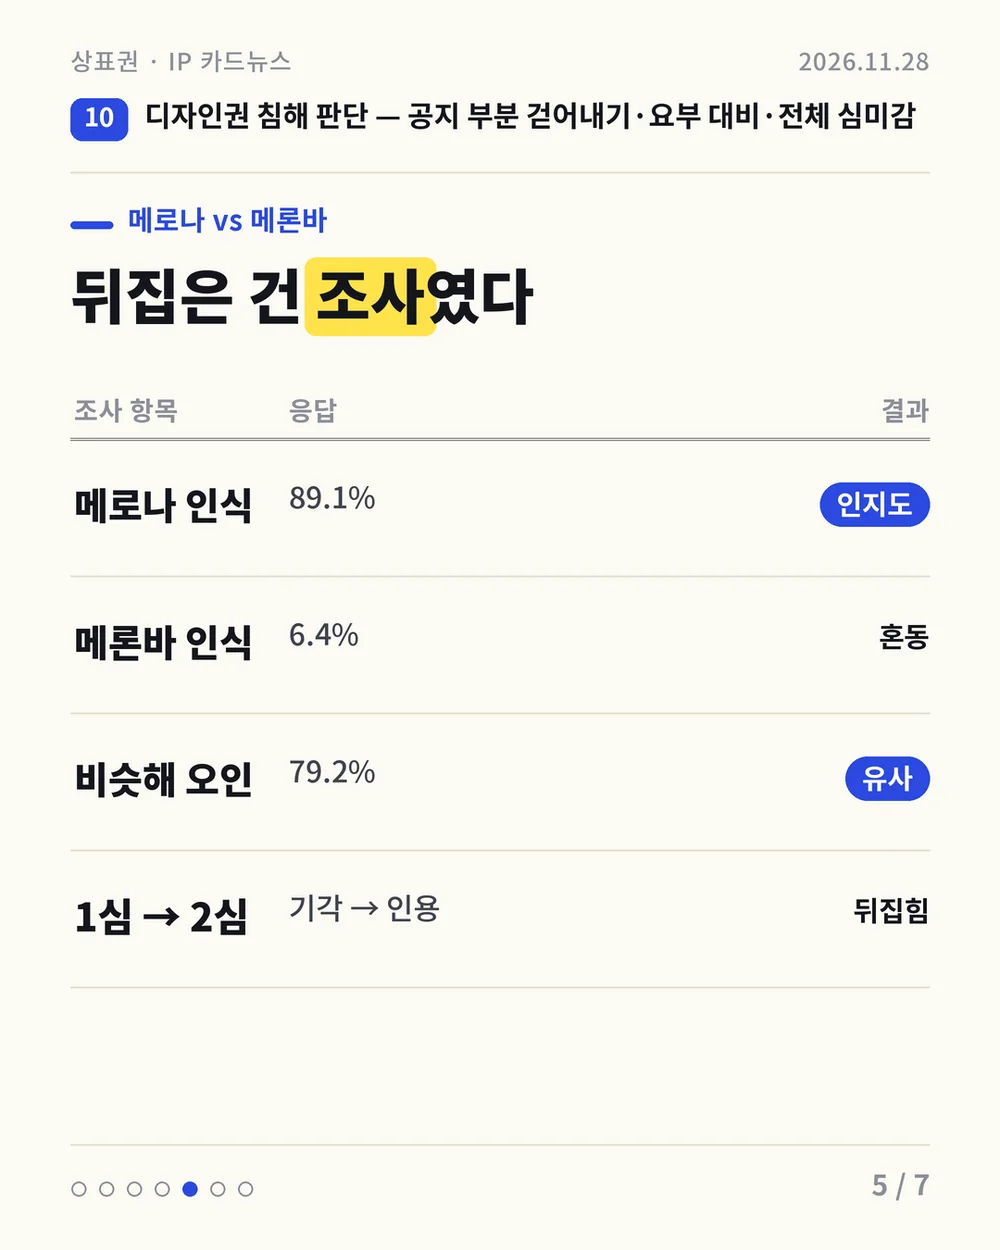 상표권 · IP 카드뉴스 2026.11.28
10 디자인권 침해 판단 — 공지 부분 걷어내기·요부 대비·전체 심미감
메로나 vs 메론바
뒤집은 건 조사였다
조사 항목 응답 결과
메로나 인식 89.1% 인지도
메론바 인식 6.4% 혼동
비슷해 오인 79.2% 유사
1심 → 2심 기각 → 인용 뒤집힘
5 / 7